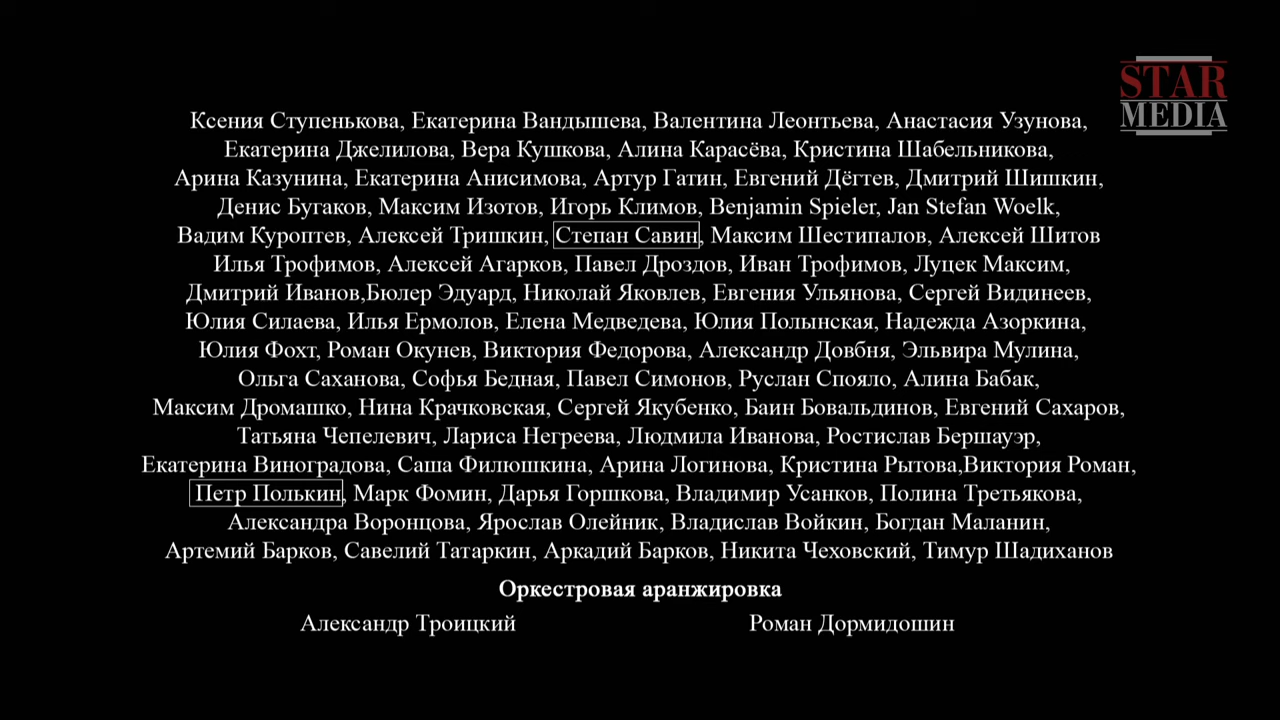 STAR
MEDIA
Ксения Ступенькова, Екатерина Вандышева, Валентина Леонтьева, Анастасия Узунова,
Екатерина Джелилова, Вера Кушкова, Алина Карасёва, Кристина Шабельникова,
Арина Казунина, Екатерина Анисимова, Артур Гатин, Евгений Дёгтев, Дмитрий Шишкин,
Денис Бугаков, Максим Изотов, Игорь Климов, Benjamin Spieler, Jan Stefan Woelk,
Вадим Куроптев, Алексей Тришкин, Степан Савин, Максим Шестипалов, Алексей Шитов
Илья Трофимов, Алексей Агарков, Павел Дроздов, Иван Трофимов, Луцек Максим,
Дмитрий Иванов,Бюлер Эдуард, Николай Яковлев, Евгения Ульянова, Сергей Видинеев,
Юлия Силаева, Илья Ермолов, Елена Медведева, Юлия Полынская, Надежда Азоркина,
Юлия Фохт, Роман Окунев, Виктория Федорова, Александр Довбня, Эльвира Мулина,
Ольга Саханова, Софья Бедная, Павел Симонов, Руслан Спояло, Алина Бабак,
Максим Дромашко, Нина Крачковская, Сергей Якубенко, Баин Бовальдинов, Евгений Сахаров,
Татьяна Чепелевич, Лариса Негреева, Людмила Иванова, Ростислав Бершауэр,
Екатерина Виноградова, Саша Филюшкина, Арина Логинова, Кристина Рытова,Виктория Роман,
Петр Полькин, Марк Фомин, Дарья Горшкова, Владимир Усанков, Полина Третьякова,
Александра Воронцова, Ярослав Олейник, Владислав Войкин, Богдан Маланин,
Артемий Барков, Савелий Татаркин, Аркадий Барков, Никита Чеховский, Тимур Шадиханов
Оркестровая аранжировка
Александр Троицкий Роман Дормидошин